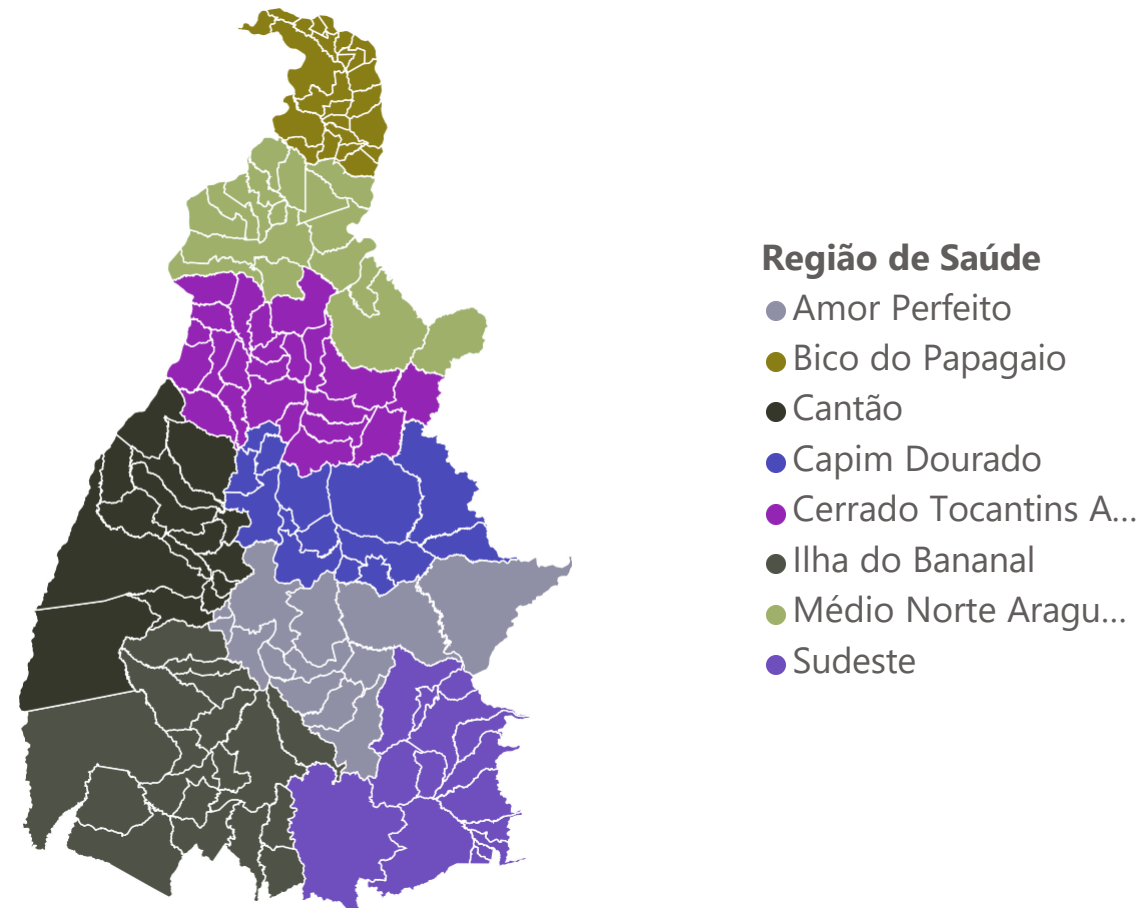 Região de Saúde
Amor Perfeito
Bico do Papagaio
Cantão
Capim Dourado
Cerrado Tocantins A...
Ilha do Bananal
Médio Norte Aragu...
Sudeste